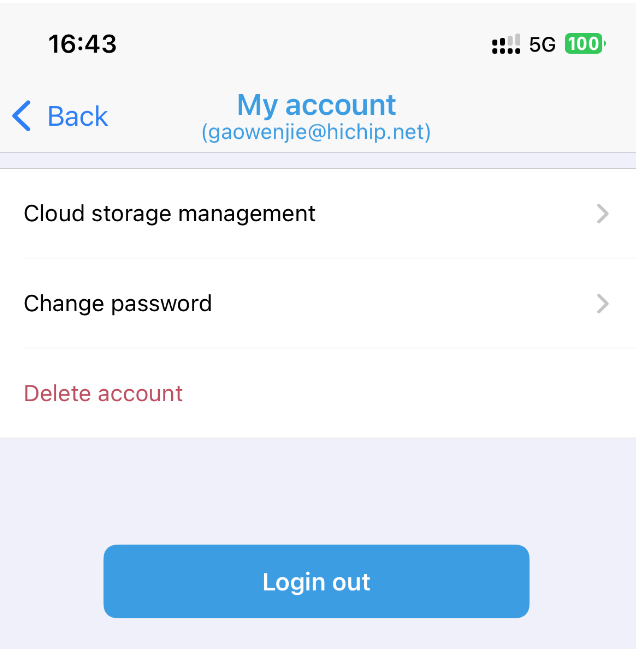 16:43 5G 100
Back
My account
(gaowenjie@hichip.net)
Cloud storage management
Change password
Delete account
Login out